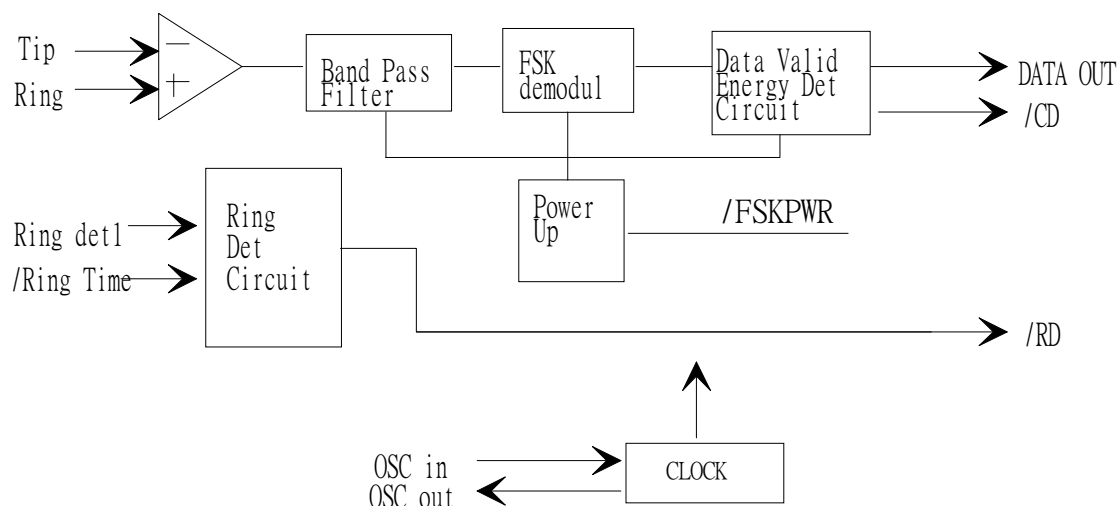 Tip
Ring
−
+
Band Pass
Filter
FSK
demodul
Data Valid
Energy Det
Circuit
DATA OUT
/CD
Ring det1
/Ring Time
Ring
Det
Circuit
Power
Up
/FSKPWR
/RD
OSC in
OSC out
CLOCK